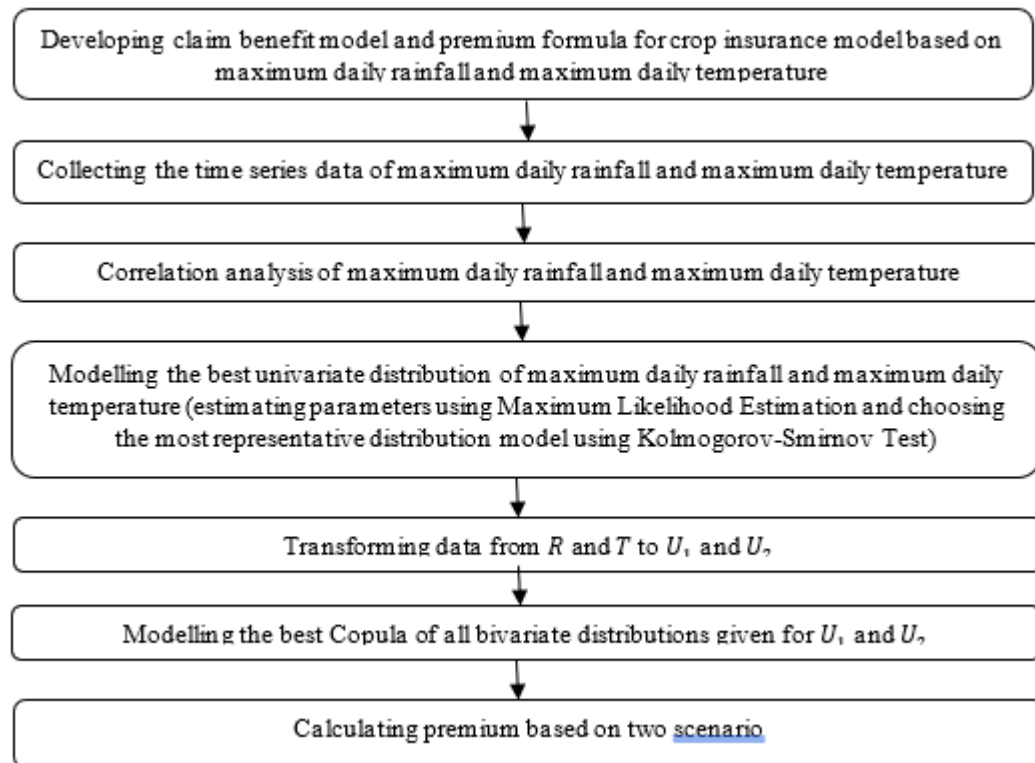 Developing claim benefit model and premium formula for crop insurance model based on
maximum daily rainfall and maximum daily temperature
Collecting the time series data of maximum daily rainfall and maximum daily temperature
Correlation analysis of maximum daily rainfall and maximum daily temperature
Modelling the best univariate distribution of maximum daily rainfall and maximum daily
temperature (estimating parameters using Maximum Likelihood Estimation and choosing
the most representative distribution model using Kolmogorov-Smirnov Test)
Transforming data from R and T to U₁ and U₂
Modelling the best Copula of all bivariate distributions given for U₁ and U₂
Calculating premium based on two scenario